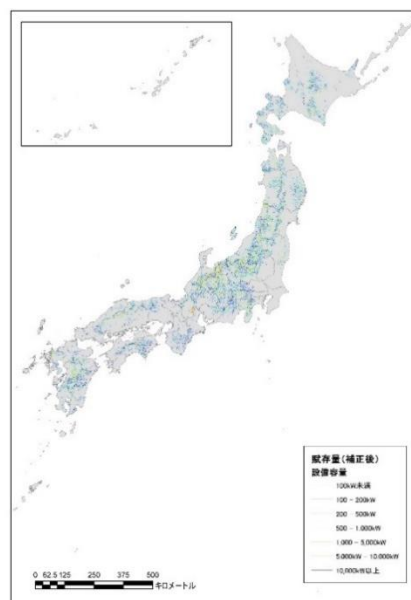 賦存量(補正後)
設備容量
100kW未満
100 - 200kW
200 - 500kW
500 - 1,000kW
1,000 - 5,000kW
5,000kW - 10,000kW
10,000kW以上
0 62.5 125 250 375 500
キロメートル